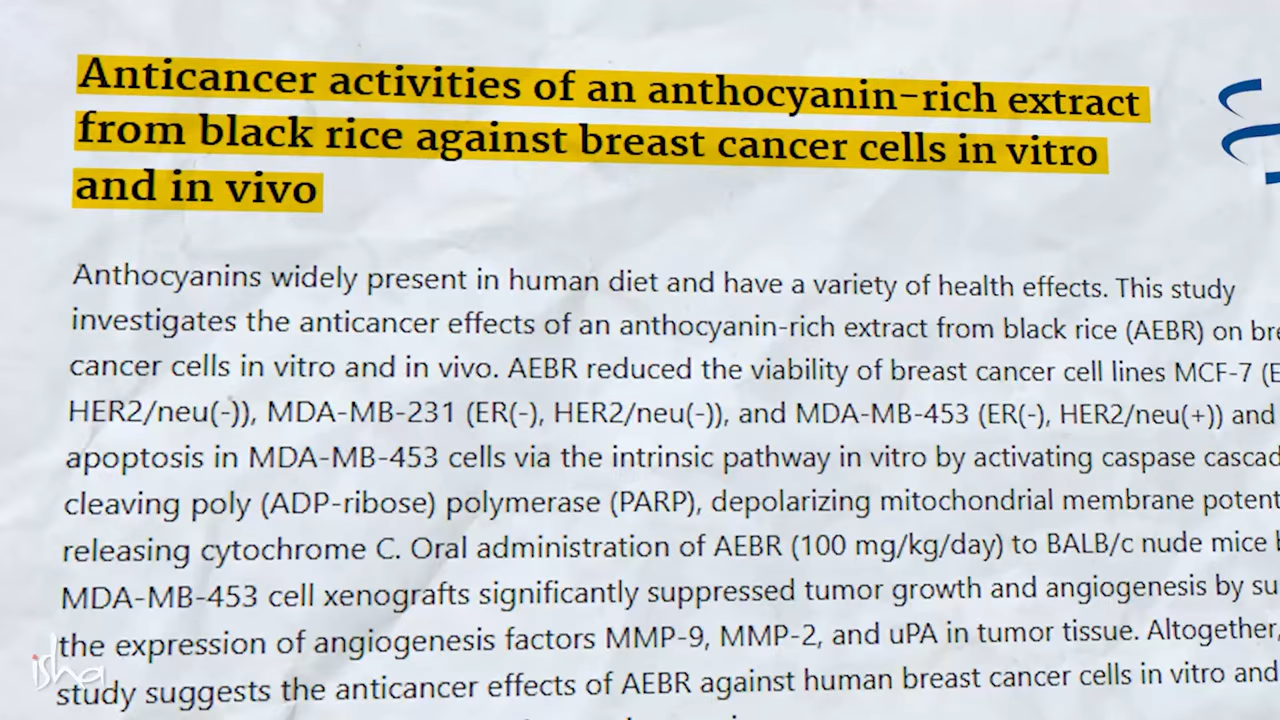 Anticancer activities of an anthocyanin-rich extract
from black rice against breast cancer cells in vitro
and in vivo
Anthocyanins widely present in human diet and have a variety of health effects. This study
investigates the anticancer effects of an anthocyanin-rich extract from black rice (AEBR) on
cancer cells in vitro and in vivo. AEBR reduced the viability of breast cancer cell lines MCF-7
HER2/neu(-)), MDA-MB-231 (ER(-), HER2/neu(-)), and MDA-MB-453 (ER(-), HER2/neu(+)) and
apoptosis in MDA-MB-453 cells via the intrinsic pathway in vitro by activating caspase
cleaving poly (ADP-ribose) polymerase (PARP), depolarizing mitochondrial membrane
releasing cytochrome C. Oral administration of AEBR (100 mg/kg/day) to BALB/c nude mice
MDA-MB-453 cell xenografts significantly suppressed tumor growth and angiogenesis by
the expression of angiogenesis factors MMP-9, MMP-2, and uPA in tumor tissue. Altogether,
study suggests the anticancer effects of AEBR against human breast cancer cells in vitro and
isha